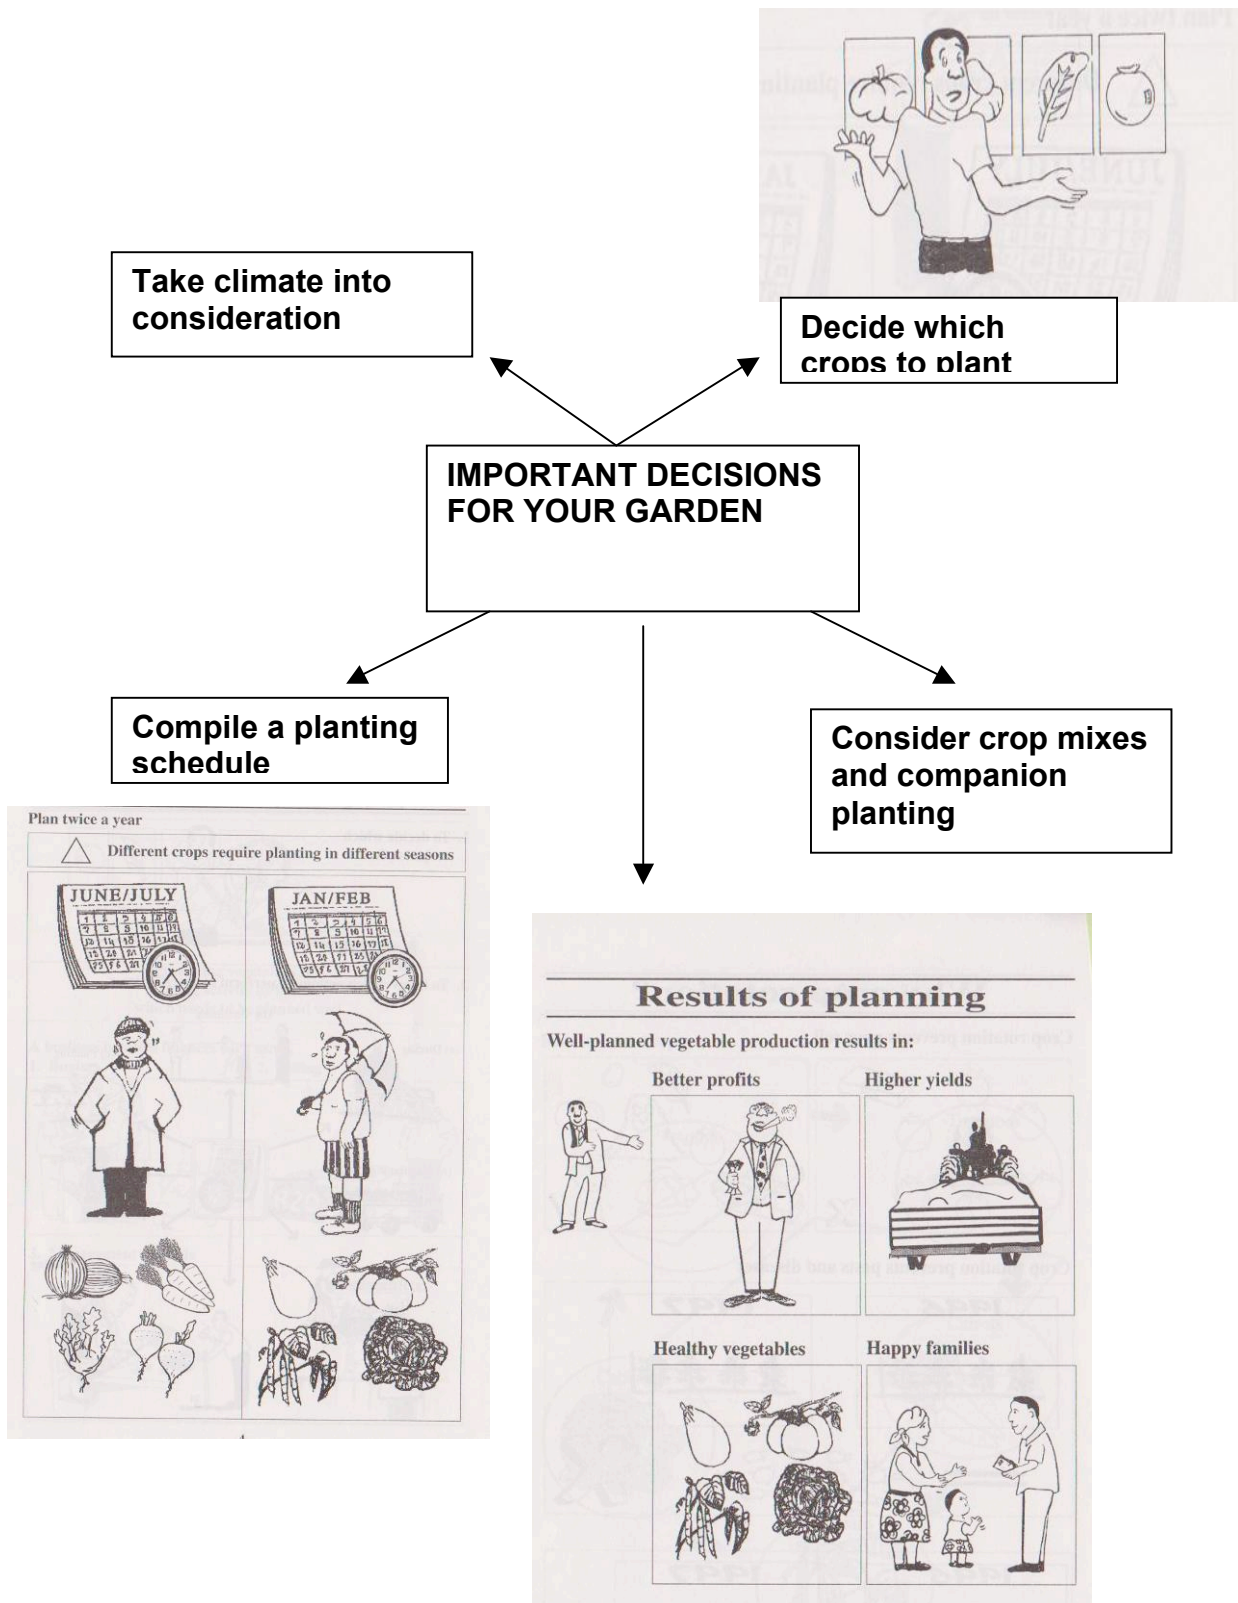 Take climate into
consideration
Decide which
crops to plant
IMPORTANT DECISIONS
FOR YOUR GARDEN
Compile a planting
schedule
Consider crop mixes
and companion
planting
Plan twice a year
Different crops require planting in different seasons
JUNE/JULY
JAN/FEB
Results of planning
Well-planned vegetable production results in:
Better profits
Higher yields
Healthy vegetables
Happy families